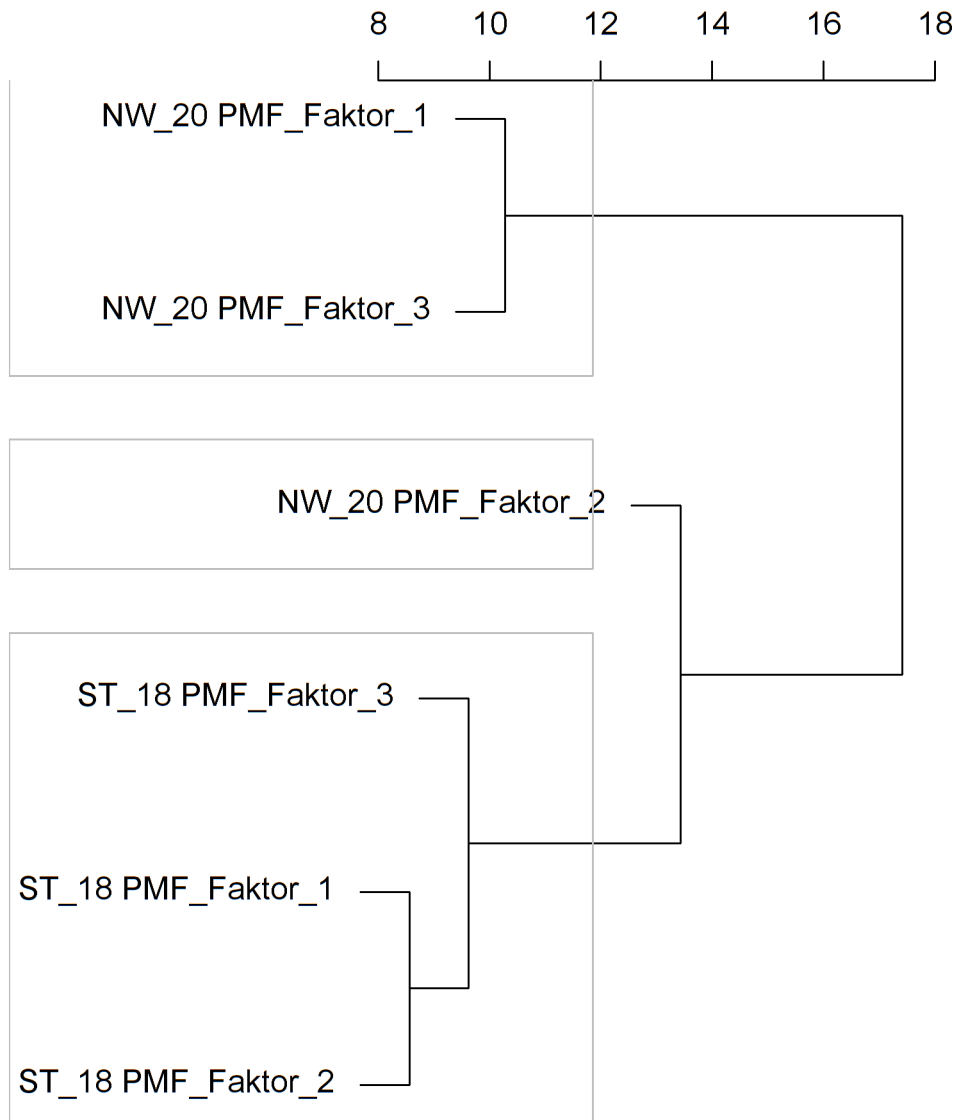 8 10 12 14 16 18
NW_20 PMF_Faktor_1
NW_20 PMF_Faktor_3
NW_20 PMF_Faktor_2
ST_18 PMF_Faktor_3
ST_18 PMF_Faktor_1
ST_18 PMF_Faktor_2